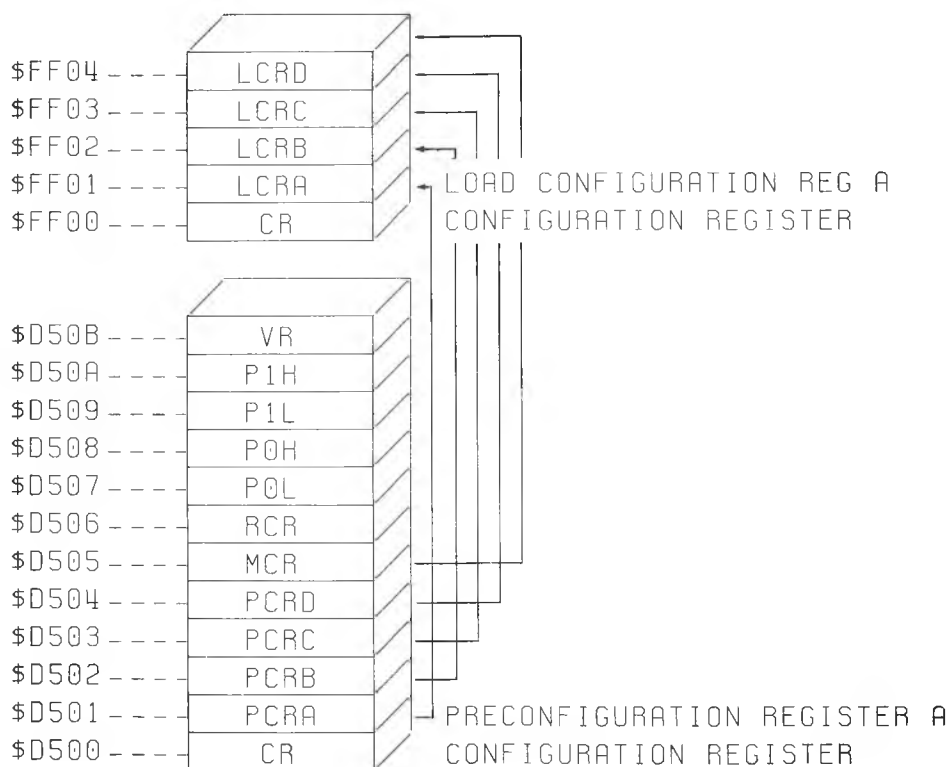 $FF04 ---- LCRD
$FF03 ---- LCRC
$FF02 ---- LCRB
$FF01 ---- LCRA LOAD CONFIGURATION REG A
$FF00 ---- CR CONFIGURATION REGISTER
$D50B ---- VR
$D50A ---- P1H
$D509 ---- P1L
$D508 ---- P0H
$D507 ---- P0L
$D506 ---- RCR
$D505 ---- MCR
$D504 ---- PCRD
$D503 ---- PCRC
$D502 ---- PCRB
$D501 ---- PCRA PRECONFIGURATION REGISTER A
$D500 ---- CR CONFIGURATION REGISTER